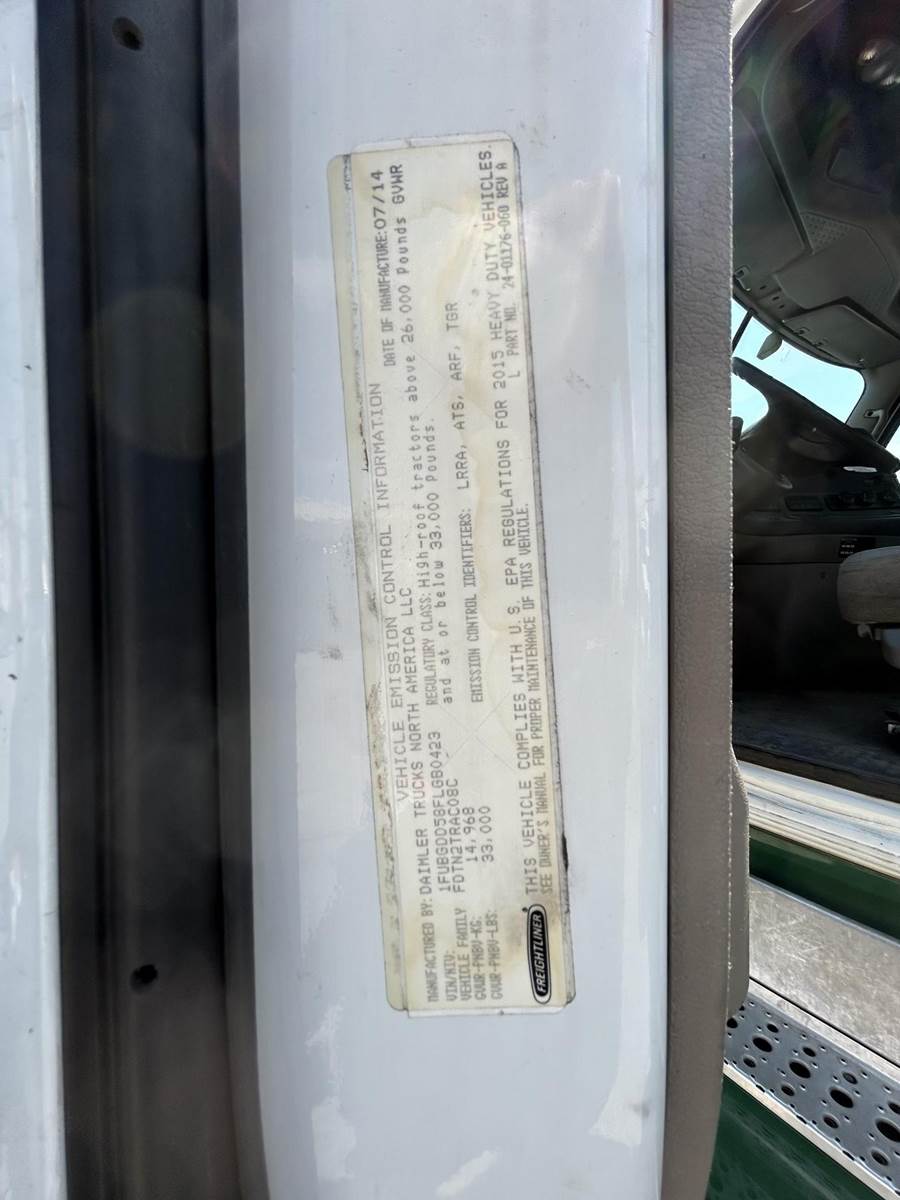 VEHICLE EMISSION CONTROL INFORMATION
MANUFACTURED BY: DAIMLER TRUCKS NORTH AMERICA LLC DATE OF MANUFACTURE: 07/14
VIN/NIV: 1FUBGDD58FLGB0423 REGULATORY CLASS: High-roof tractors above 26,000 Pounds GVWR
VEHICLE FAMILY FDTN2TRAC08C and at or below 33,000 pounds.
GVWR-PNBV-KG: 14,968 EMISSION CONTROL IDENTIFIERS: LRRA, ATS, ARF, TGR
GVWR-PNBV-LBS: 33,000
FREIGHTLINER
THIS VEHICLE COMPLIES WITH U.S. EPA REGULATIONS FOR 2015 HEAVY DUTY VEHICLES.
SEE OWNER'S MANUAL FOR PROPER MAINTENANCE OF THIS VEHICLE. L PART NO. 24-01176-060 REV A